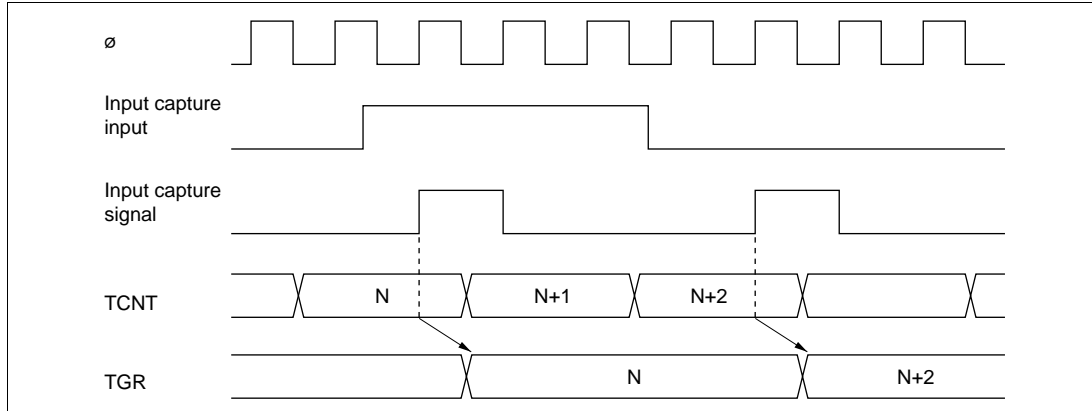 ø
Input capture
input
Input capture
signal
TCNT
N
N+1
N+2
TGR
N
N+2